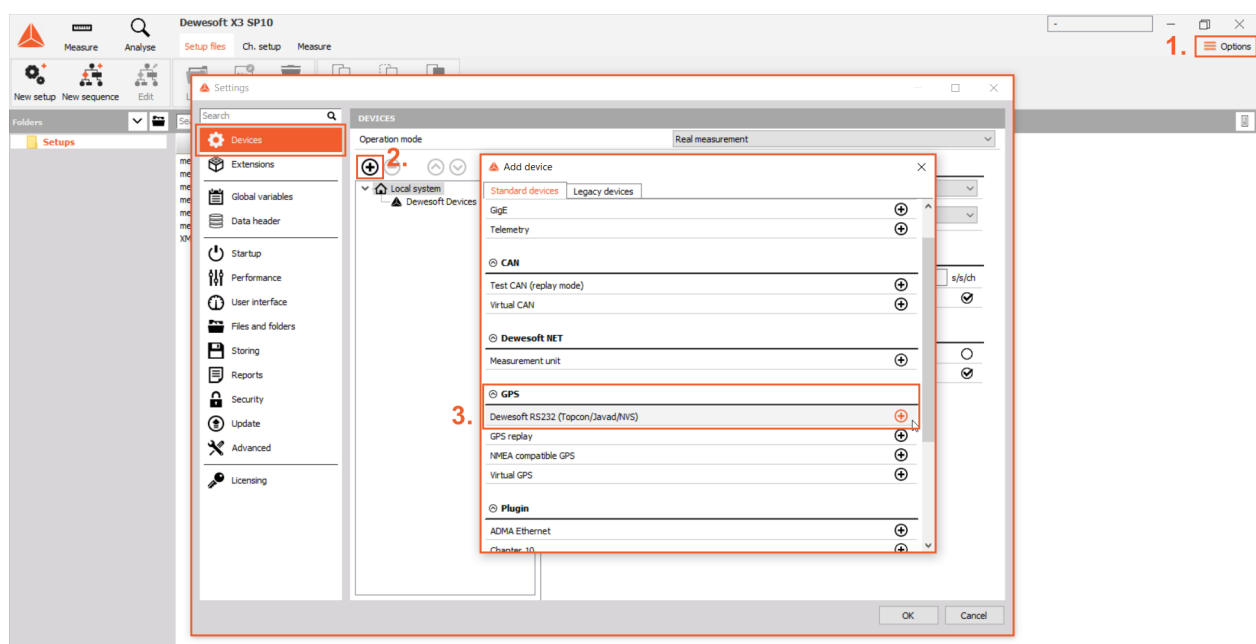 Dewesoft X3 SP10
-
Measure
Analyse
Setup files
Ch. setup
Measure
1.
Options
New setup
New sequence
Edit
Folders
Setups
Settings
Search
Devices
Extensions
Global variables
Data header
Startup
Performance
User interface
Files and folders
Storing
Reports
Security
Update
Advanced
Licensing
DEVICES
Operation mode
Real measurement
2.
Local system
Dewesoft Devices
s/s/ch
Add device
Standard devices
Legacy devices
GigE
Telemetry
CAN
Test CAN (replay mode)
Virtual CAN
Dewesoft NET
Measurement unit
GPS
3.
Dewesoft RS232 (Topcon/Javad/NVS)
GPS replay
NMEA compatible GPS
Virtual GPS
Plugin
ADMA Ethernet
Chapter 10
OK
Cancel